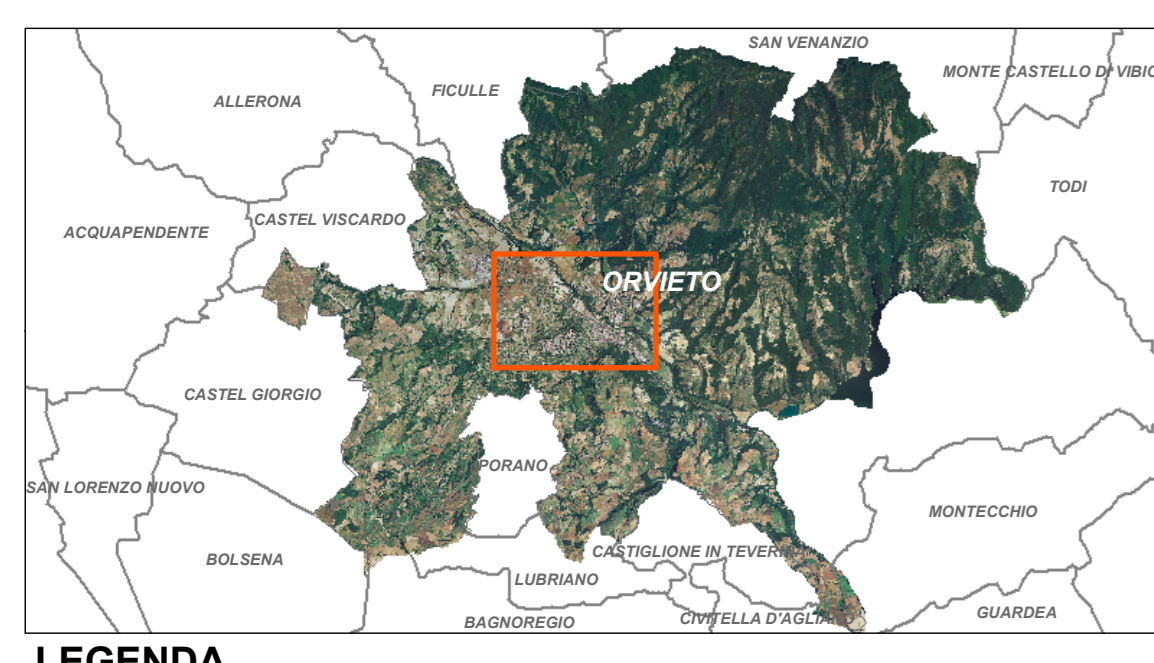 SAN VENANZIO
MONTE CASTELLO DI VIBIO
FICULLE
ALLERONA
TODI
CASTEL VISCARDO
ACQUAPENDENTE
ORVIETO
CASTEL GIORGIO
PORANO
SAN LORENZO NUOVO
MONTECCHIO
CASTIGLIONE IN TEVERINA
BOLSENA
LUBRIANO
GUARDEA
CIVITELLA D'AGLIANO
BAGNOREGIO
LEGENDA